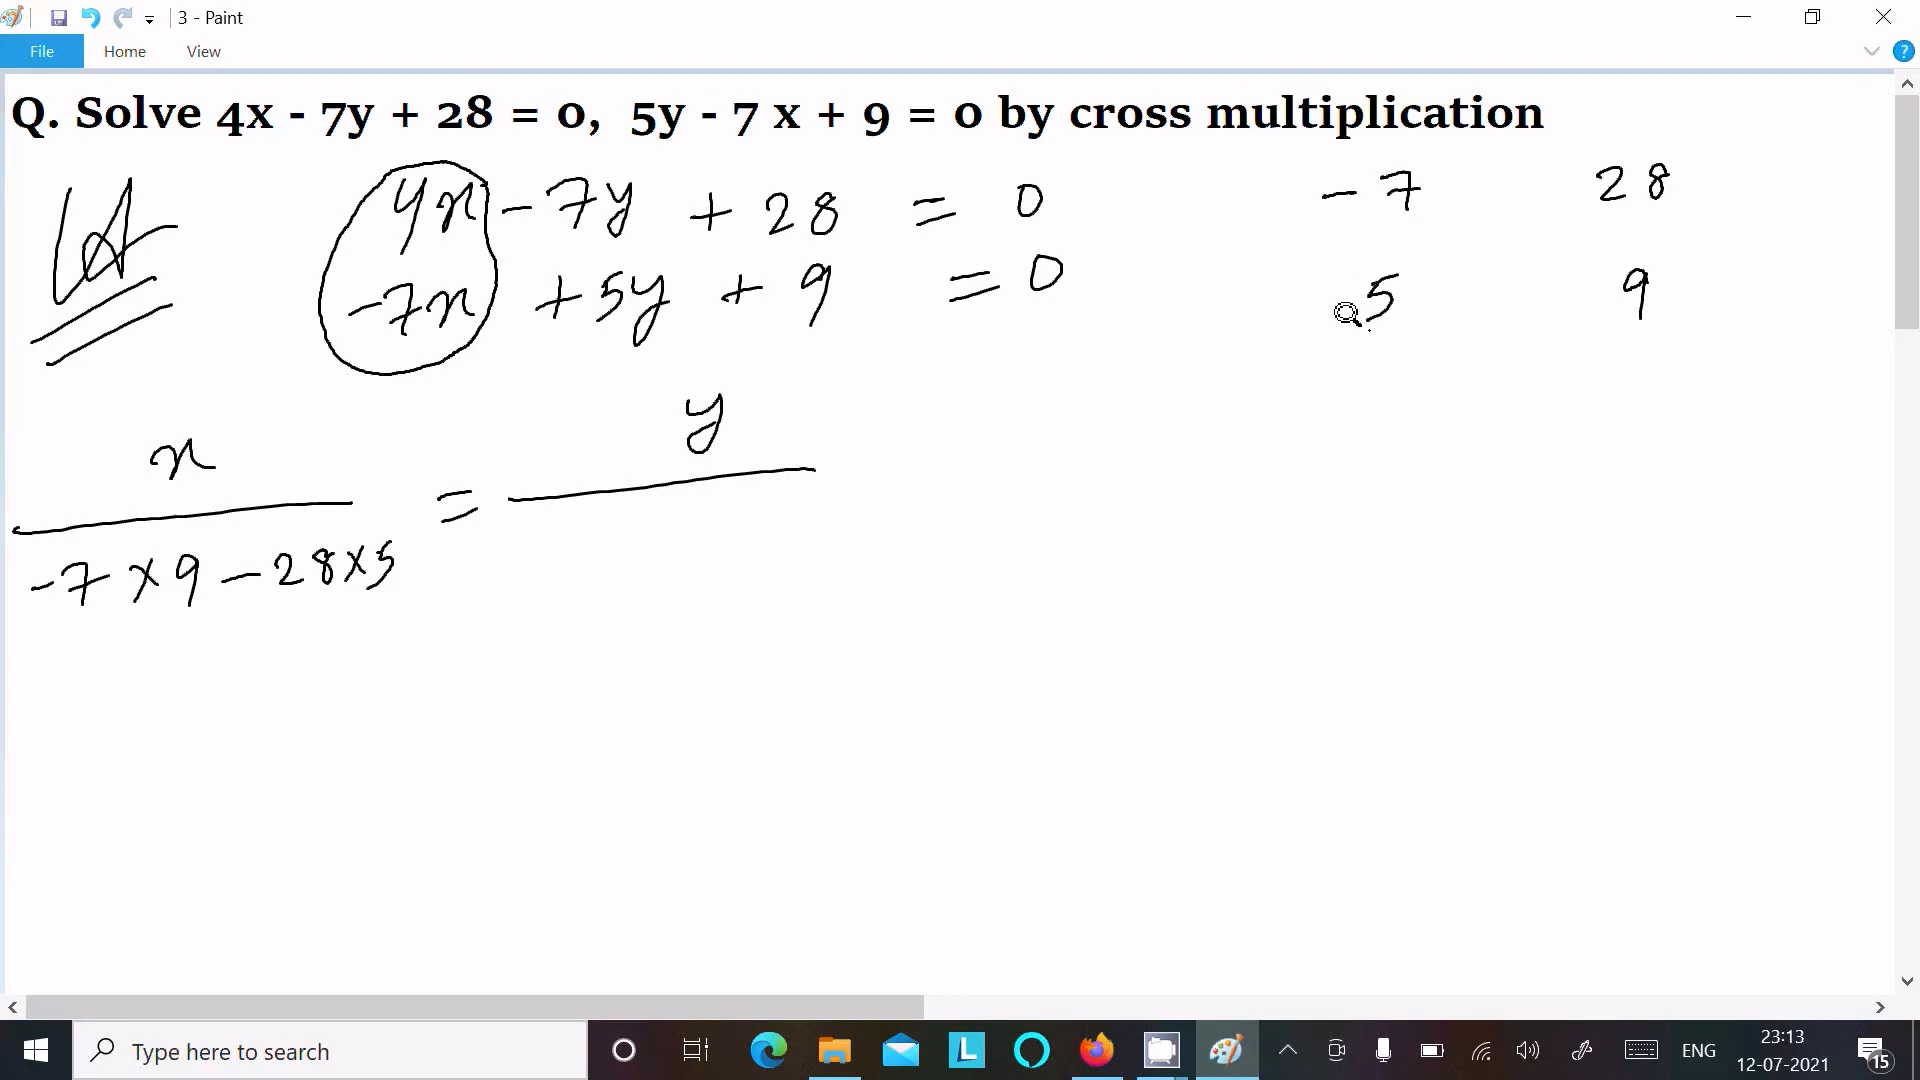 3 - Paint
File Home View
Q. Solve 4x - 7y + 28 = 0, 5y - 7 x + 9 = 0 by cross multiplication
4x - 7y + 28 = 0
-7x + 5y + 9 = 0
- 7 28
5 9
x
-7 × 9 - 28 × 5
=
y
Type here to search
L
ENG
23:13
12-07-2021
15